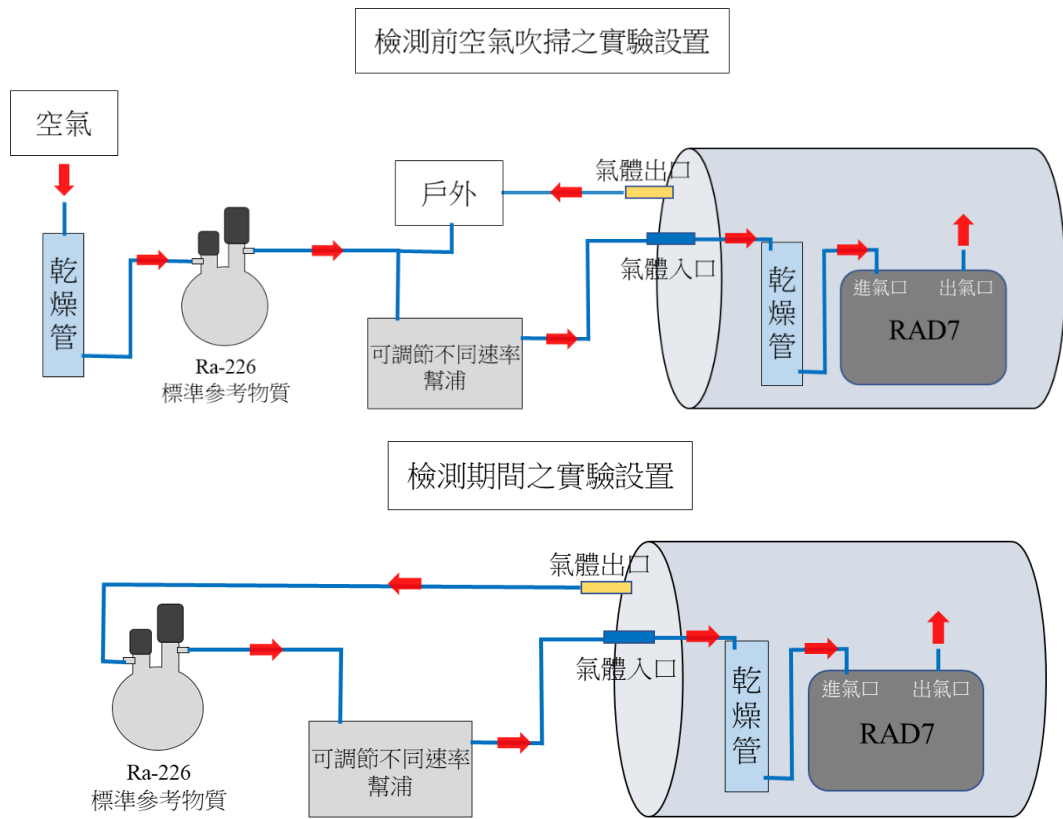 檢測前空氣吹掃之實驗設置
空氣
氣體出口
戶外
氣體入口
乾燥管
Ra-226
標準參考物質
可調節不同速率
幫浦
乾燥管
進氣口
出氣口
RAD7
檢測期間之實驗設置
氣體出口
氣體入口
Ra-226
標準參考物質
可調節不同速率
幫浦
乾燥管
進氣口
出氣口
RAD7